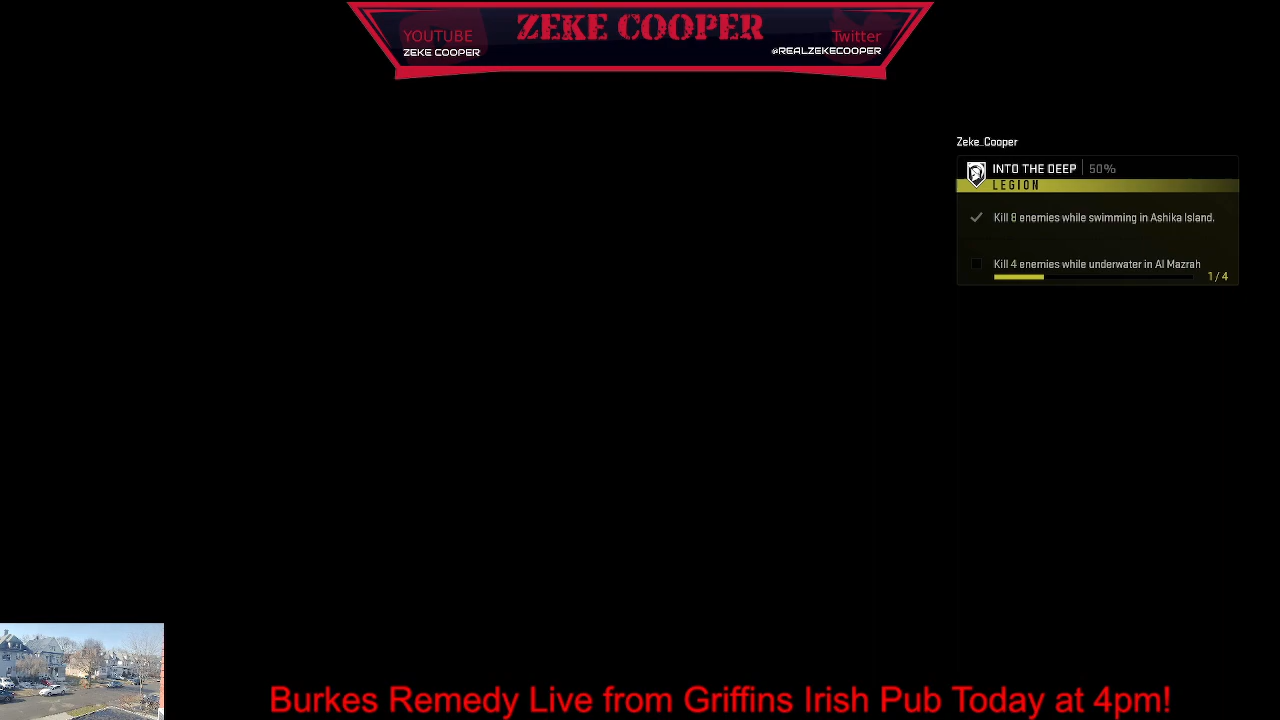 ZEKE COOPER
YOUTUBE
ZEKE COOPER
Twitter
@REALZEKECOOPER
Zeke_Cooper
INTO THE DEEP | 50%
LEGION
Kill 8 enemies while swimming in Ashika Island.
Kill 4 enemies while underwater in Al Mazrah
1 / 4
Burkes Remedy Live from Griffins Irish Pub Today at 4pm!